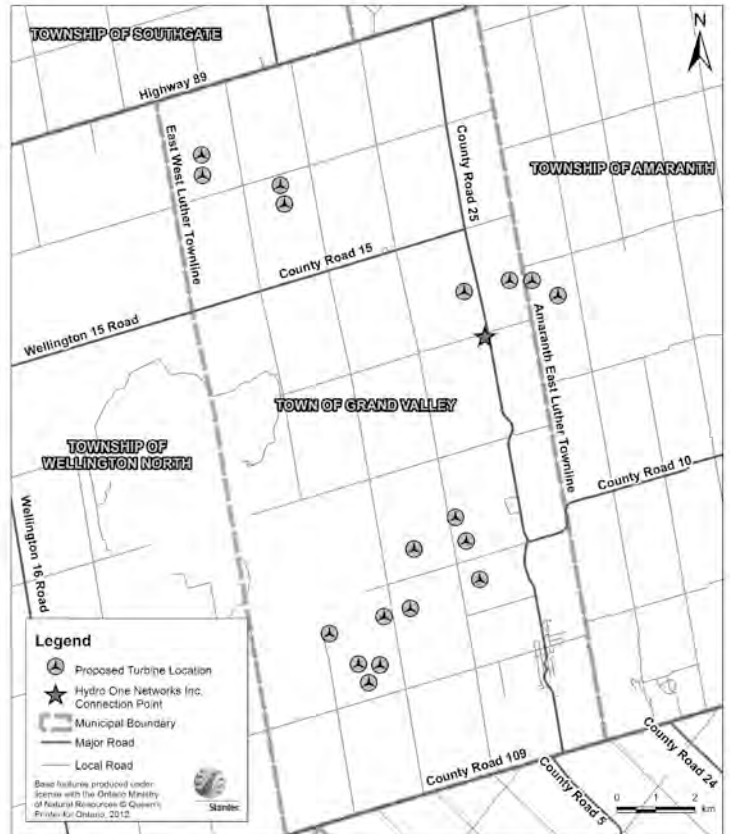 TOWNSHIP OF SOUTHGATE
N
Highway 89
East West Luther Townline
County Road 25
TOWNSHIP OF AMARANTH
County Road 15
Wellington 15 Road
Amaranth East Luther Townline
TOWN OF GRAND VALLEY
TOWNSHIP OF
WELLINGTON NORTH
County Road 10
Wellington 16 Road
Legend
Proposed Turbine Location
Hydro One Networks Inc.
Connection Point
Municipal Boundary
Major Road
Local Road
Base features produced under
license with the Ontario Ministry
of Natural Resources © Queen's
Printer for Ontario, 2012.
Stantec
County Road 109
County Road 5
County Road 24
0 1 2
km